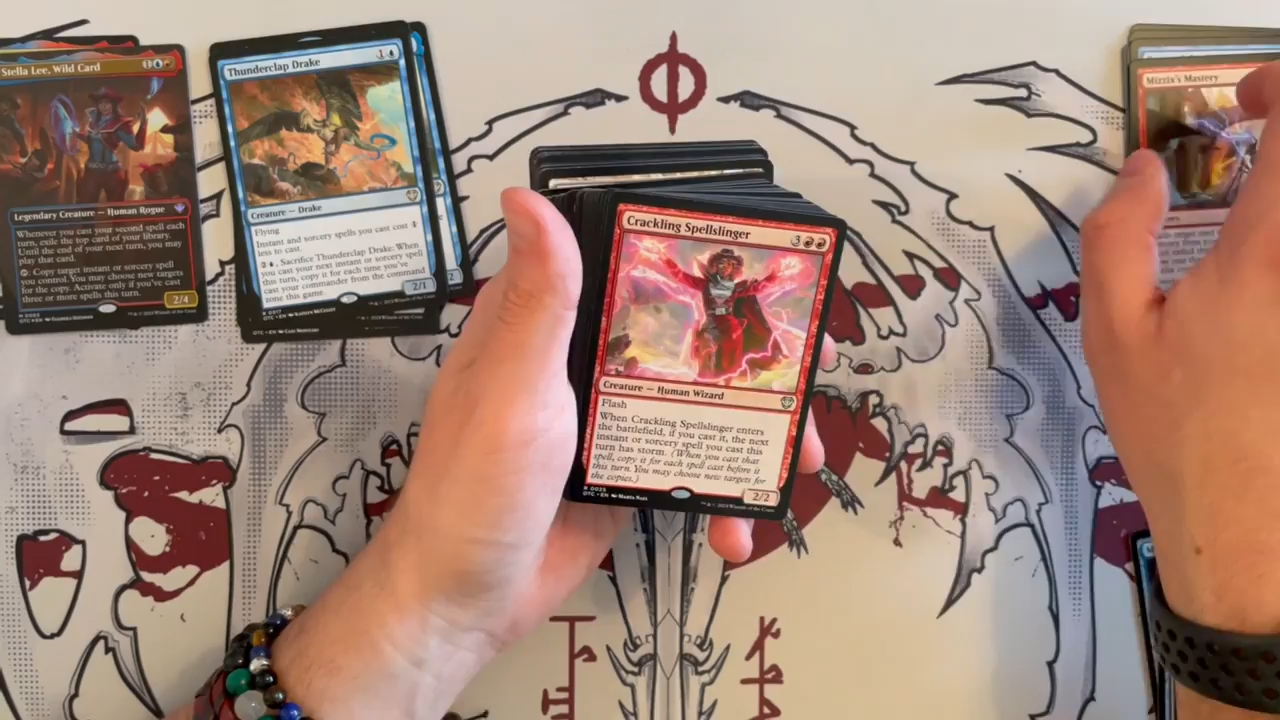 Stella Lee, Wild Card
Legendary Creature — Human Rogue
Whenever you cast your second spell each
turn, exile the top card of your library.
Until the end of your next turn, you may
play that card.
: Copy target instant or sorcery spell
you control. You may choose new targets
for the copy. Activate only if you've cast
three or more spells this turn.
2/4
Thunderclap Drake
1
Creature — Drake
Flying
Instant and sorcery spells you cast cost 1
less to cast.
2, Sacrifice Thunderclap Drake: When
you cast your next instant or sorcery spell
this turn, copy it for each time you've
cast your commander from the command
zone this game.
2/1
Crackling Spellslinger
3
Creature — Human Wizard
Flash
When Crackling Spellslinger enters
the battlefield, if you cast it, the next
instant or sorcery spell you cast this
turn has storm. (When you cast that
spell, copy it for each spell cast before it
this turn. You may choose new targets for
the copies.)
R 0025
OTC • EN
2/2
Mizzix's Mastery